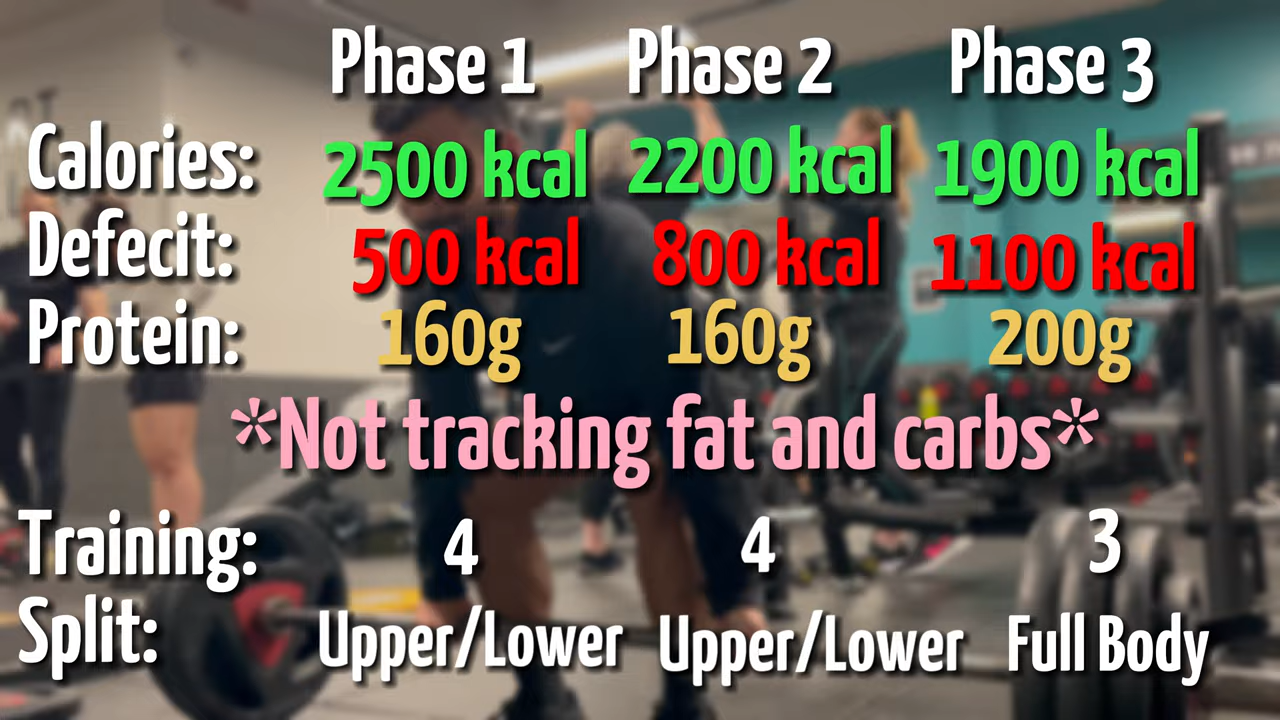 Phase 1 Phase 2 Phase 3
Calories: 2500 kcal 2200 kcal 1900 kcal
Defecit: 500 kcal 800 kcal 1100 kcal
Protein: 160g 160g 200g
*Not tracking fat and carbs*
Training: 4 4 3
Split: Upper/Lower Upper/Lower Full Body